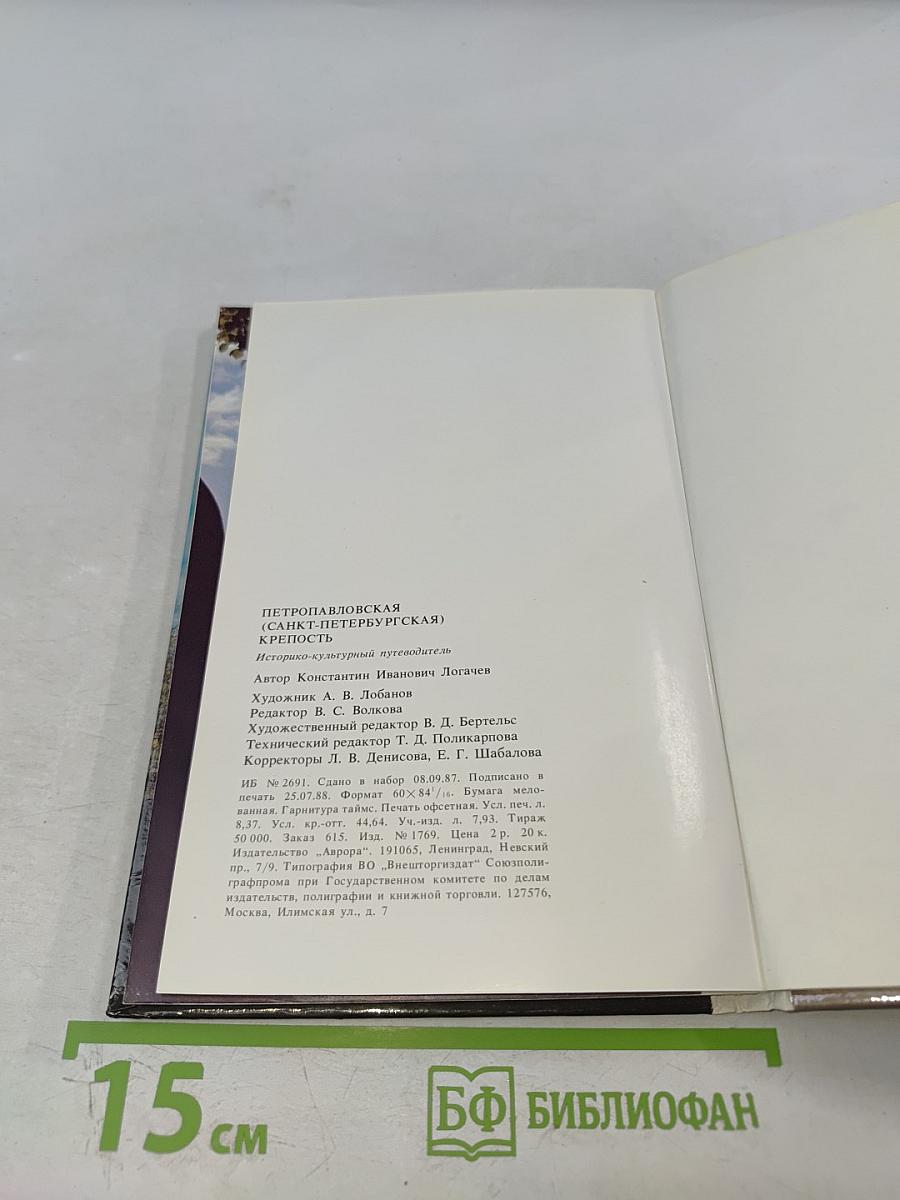 ПЕТРОПАВЛОВСКАЯ
(САНКТ-ПЕТЕРБУРГСКАЯ)
КРЕПОСТЬ
Историко-культурный путеводитель
Автор Константин Иванович Логачев
Художник А. В. Лобанов
Редактор В. С. Волкова
Художественный редактор В. Д. Бертельс
Технический редактор Т. Д. Поликарпова
Корректоры Л. В. Денисова, Е. Г. Шабалова
ИБ № 2691. Сдано в набор 08.09.87. Подписано в
печать 25.07.88. Формат 60×84¹/₁₆. Бумага мело-
ванная. Гарнитура таймс. Печать офсетная. Усл. печ. л.
8,37. Усл. кр.-отт. 44,64. Уч.-изд. л. 7,93. Тираж
50 000. Заказ 615. Изд. № 1769. Цена 2 р. 20 к.
Издательство „Аврора“. 191065, Ленинград, Невский
пр., 7/9. Типография ВО „Внешторгиздат“ Союзполи-
графпрома при Государственном комитете по делам
издательств, полиграфии и книжной торговли. 127576,
Москва, Илимская ул., д. 7
15 см
БФ БИБЛИОФАН